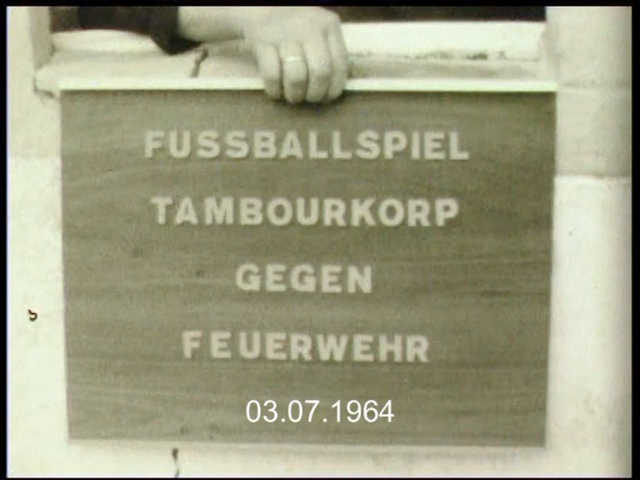 FUSSBALLSPIEL
TAMBOURKORP
GEGEN
FEUERWEHR
03.07.1964